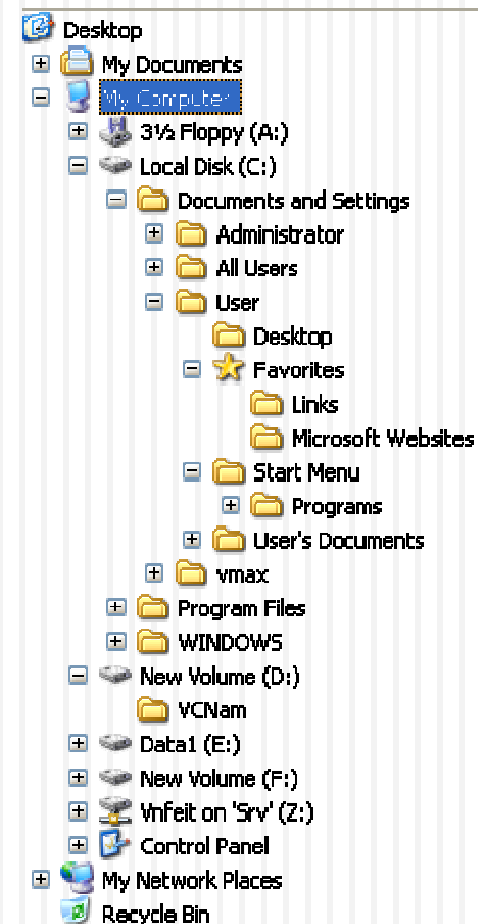 Desktop
My Documents
My Computer
3½ Floppy (A:)
Local Disk (C:)
Documents and Settings
Administrator
All Users
User
Desktop
Favorites
Links
Microsoft Websites
Start Menu
Programs
User's Documents
vmax
Program Files
WINDOWS
New Volume (D:)
VCNam
Data1 (E:)
New Volume (F:)
Vnfeit on 'Srv' (Z:)
Control Panel
My Network Places
Recycle Bin